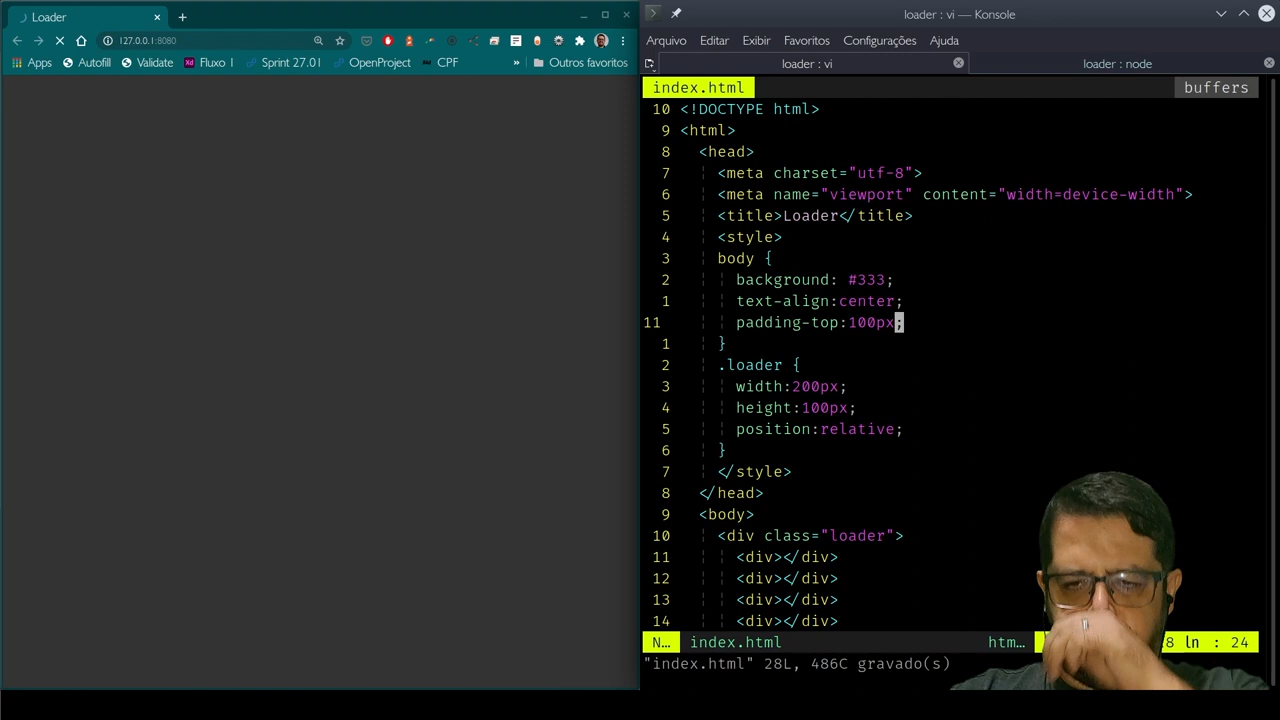 Loader
127.0.0.1:8080
Apps Autofill Validate Fluxo | Sprint 27.01 OpenProject CPF » Outros favoritos
loader : vi — Konsole
Arquivo Editar Exibir Favoritos Configurações Ajuda
loader : vi loader : node
index.html buffers
10 <!DOCTYPE html>
9 <html>
8 <head>
7 <meta charset="utf-8">
6 <meta name="viewport" content="width=device-width">
5 <title>Loader</title>
4 <style>
3 body {
2 background: #333;
1 text-align:center;
11 padding-top:100px;
1 }
2 .loader {
3 width:200px;
4 height:100px;
5 position:relative;
6 }
7 </style>
8 </head>
9 <body>
10 <div class="loader">
11 <div></div>
12 <div></div>
13 <div></div>
14 <div></div>
N… index.html htm… 8 ln : 24
"index.html" 28L, 486C gravado(s)